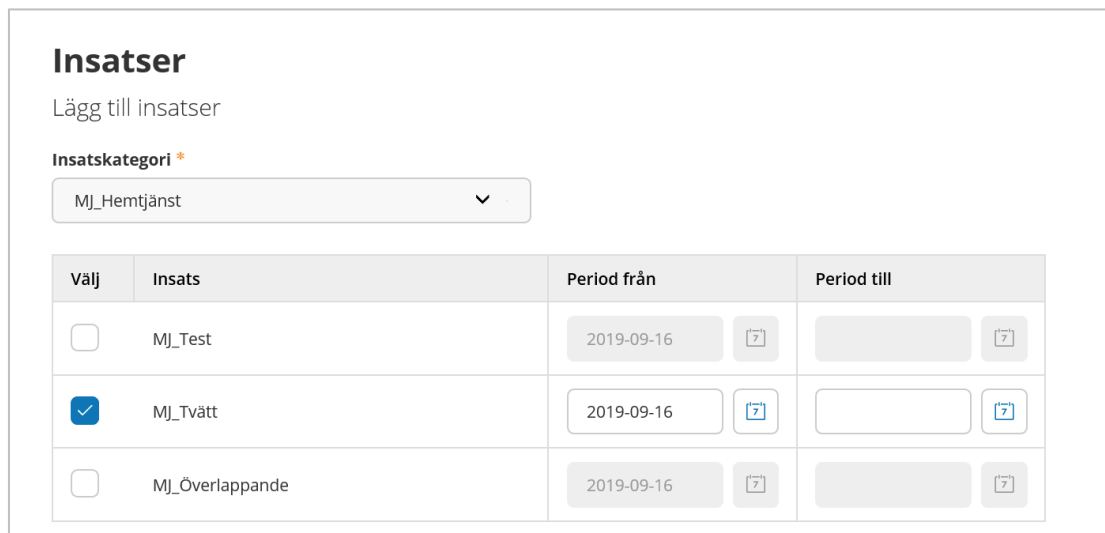 Insatser
Lägg till insatser
Insatskategori *
MJ_Hemtjänst
Välj Insats Period från Period till
MJ_Test 2019-09-16 7 7
MJ_Tvätt 2019-09-16 7 7
MJ_Överlappande 2019-09-16 7 7